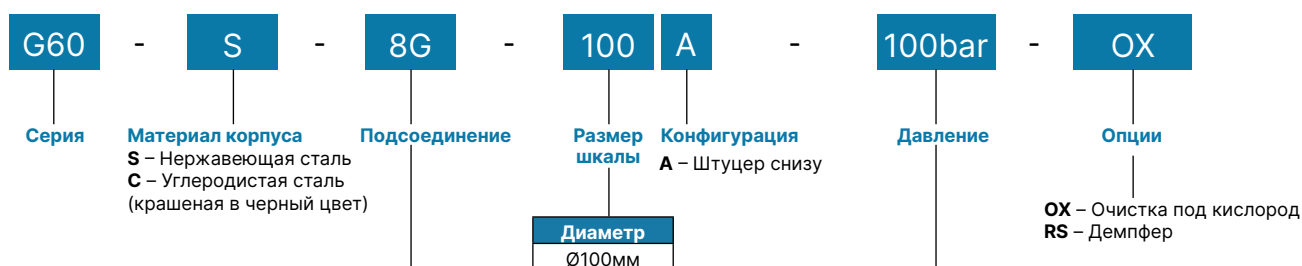 G60 - S - 8G - 100 A - 100bar - OX
Серия
Материал корпуса
S – Нержавеющая сталь
C – Углеродистая сталь
(крашеная в черный цвет)
Подсоединение
Размер
шкалы
Диаметр
Ø100мм
Конфигурация
A – Штуцер снизу
Давление
Опции
OX – Очистка под кислород
RS – Демпфер